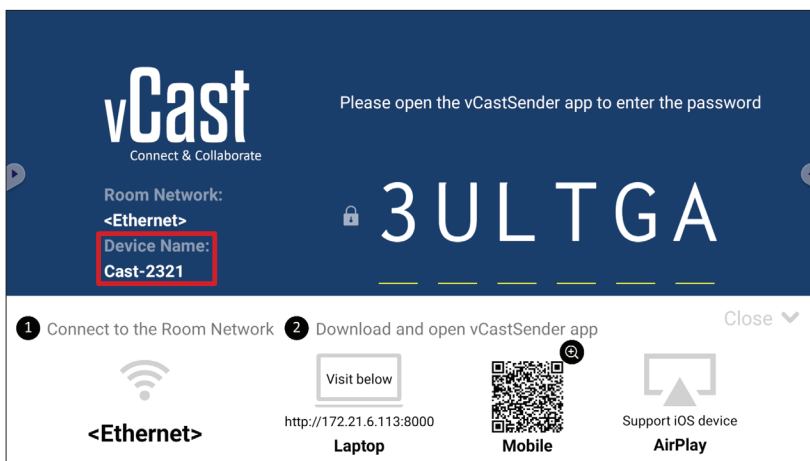 vCast
Connect & Collaborate
Please open the vCastSender app to enter the password
Room Network:
<Ethernet>
Device Name:
Cast-2321
3ULTGA
1 Connect to the Room Network
2 Download and open vCastSender app
Close
<Ethernet>
Visit below
http://172.21.6.113:8000
Laptop
Mobile
Support iOS device
AirPlay